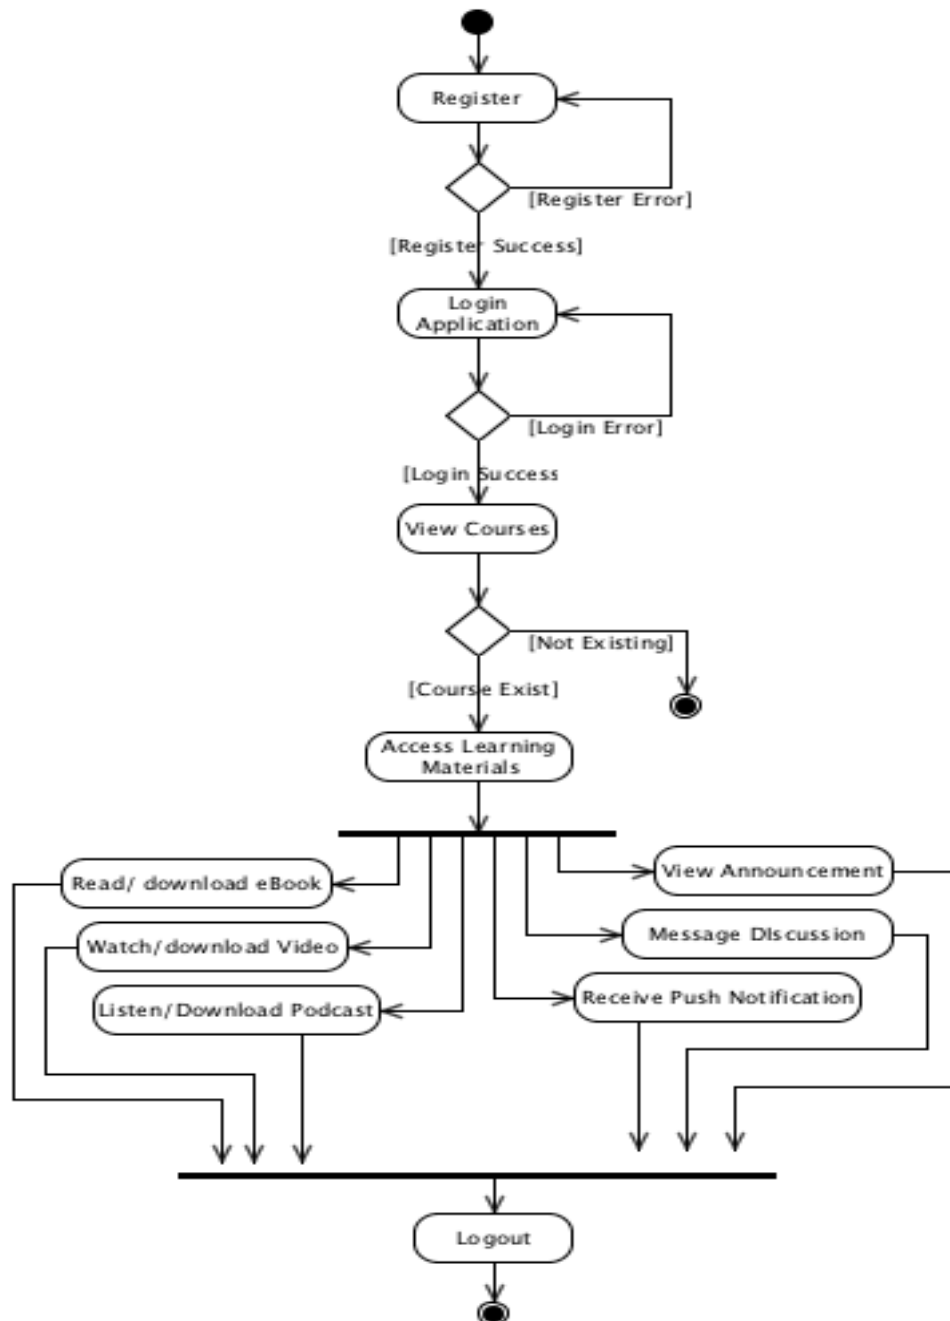 Register
[Register Error]
[Register Success]
Login
Application
[Login Error]
[Login Success
View Courses
[Not Existing]
[Course Exist]
Access Learning
Materials
Read/ download eBook
View Announcement
Watch/download Video
Message DIscussion
Listen/Download Podcast
Receive Push Notification
Logout